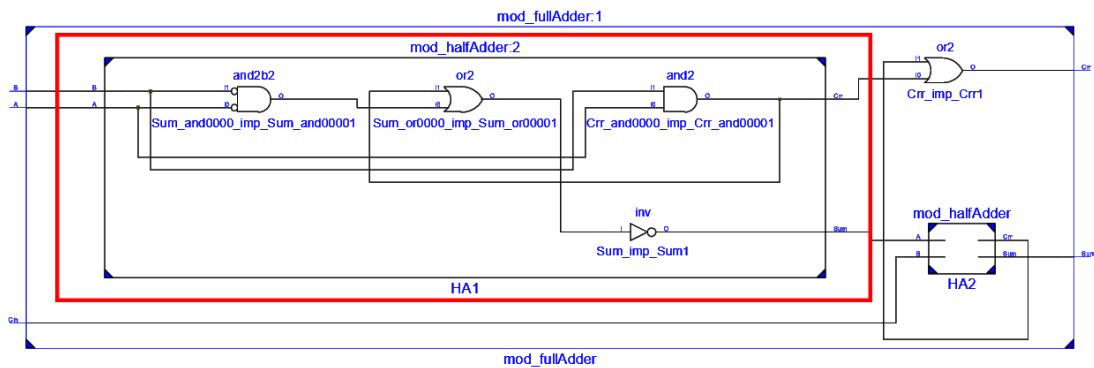 mod_fullAdder:1
mod_halfAdder:2
or2
and2b2
or2
and2
I1
O
Crr
I0
Crr_imp_Crr1
B
B
I1
I1
I1
A
A
I0
O
I0
O
I0
O
Crr
Sum_and0000_imp_Sum_and00001
Sum_or0000_imp_Sum_or00001
Crr_and0000_imp_Crr_and00001
inv
mod_halfAdder
I
O
Sum
A
Crr
Sum_imp_Sum1
B
Sum
Sum
HA1
HA2
Cin
mod_fullAdder